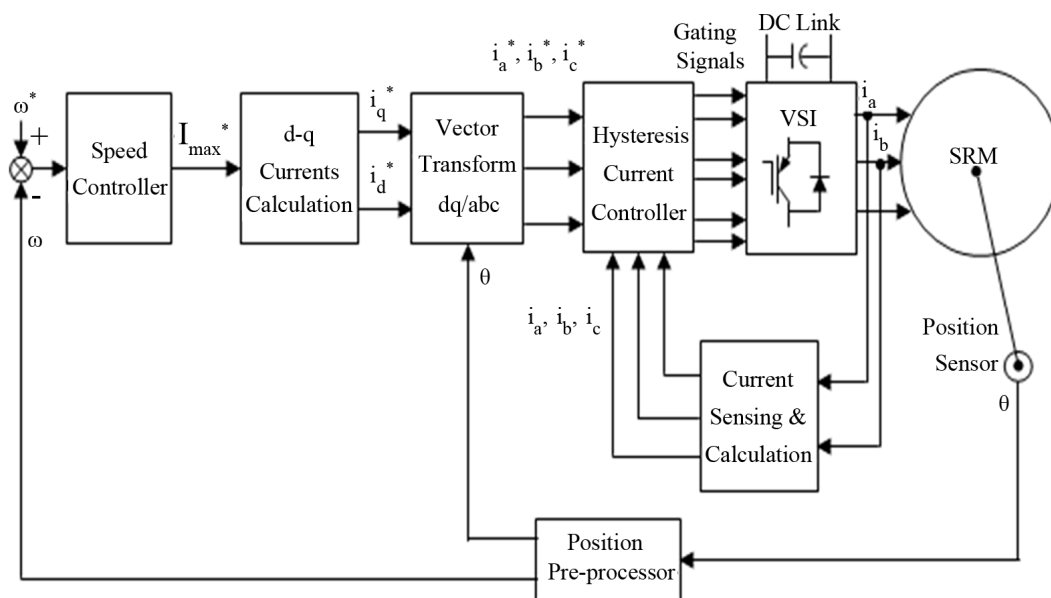 DC Link
Gating
Signals
i_a^*, i_b^*, i_c^*
ω^*
+
-
ω
Speed
Controller
I_max^*
d-q
Currents
Calculation
i_q^*
i_d^*
Vector
Transform
dq/abc
θ
Hysteresis
Current
Controller
VSI
i_a
i_b
SRM
i_a, i_b, i_c
Position
Sensor
θ
Current
Sensing &
Calculation
Position
Pre-processor